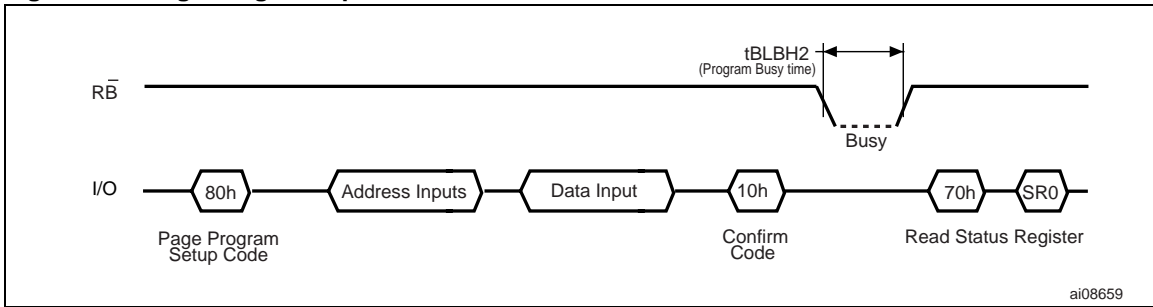 tBLBH2
(Program Busy time)
RB̅
Busy
I/O
80h
Address Inputs
Data Input
10h
70h
SR0
Page Program
Setup Code
Confirm
Code
Read Status Register
ai08659